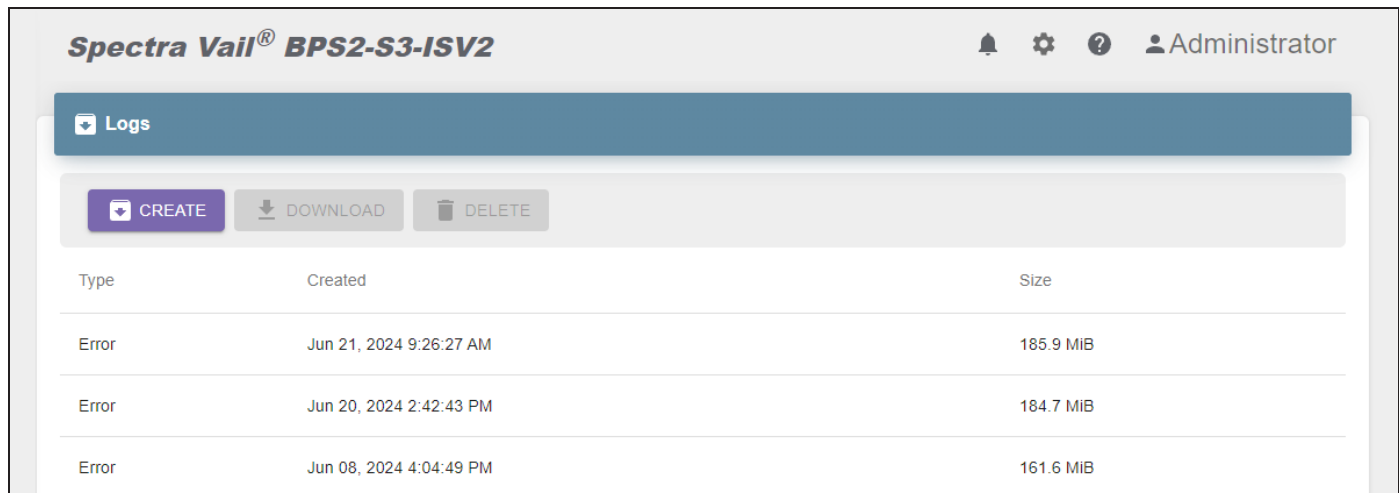 Spectra Vail® BPS2-S3-ISV2 Administrator
Logs
CREATE DOWNLOAD DELETE
Type Created Size
Error Jun 21, 2024 9:26:27 AM 185.9 MiB
Error Jun 20, 2024 2:42:43 PM 184.7 MiB
Error Jun 08, 2024 4:04:49 PM 161.6 MiB